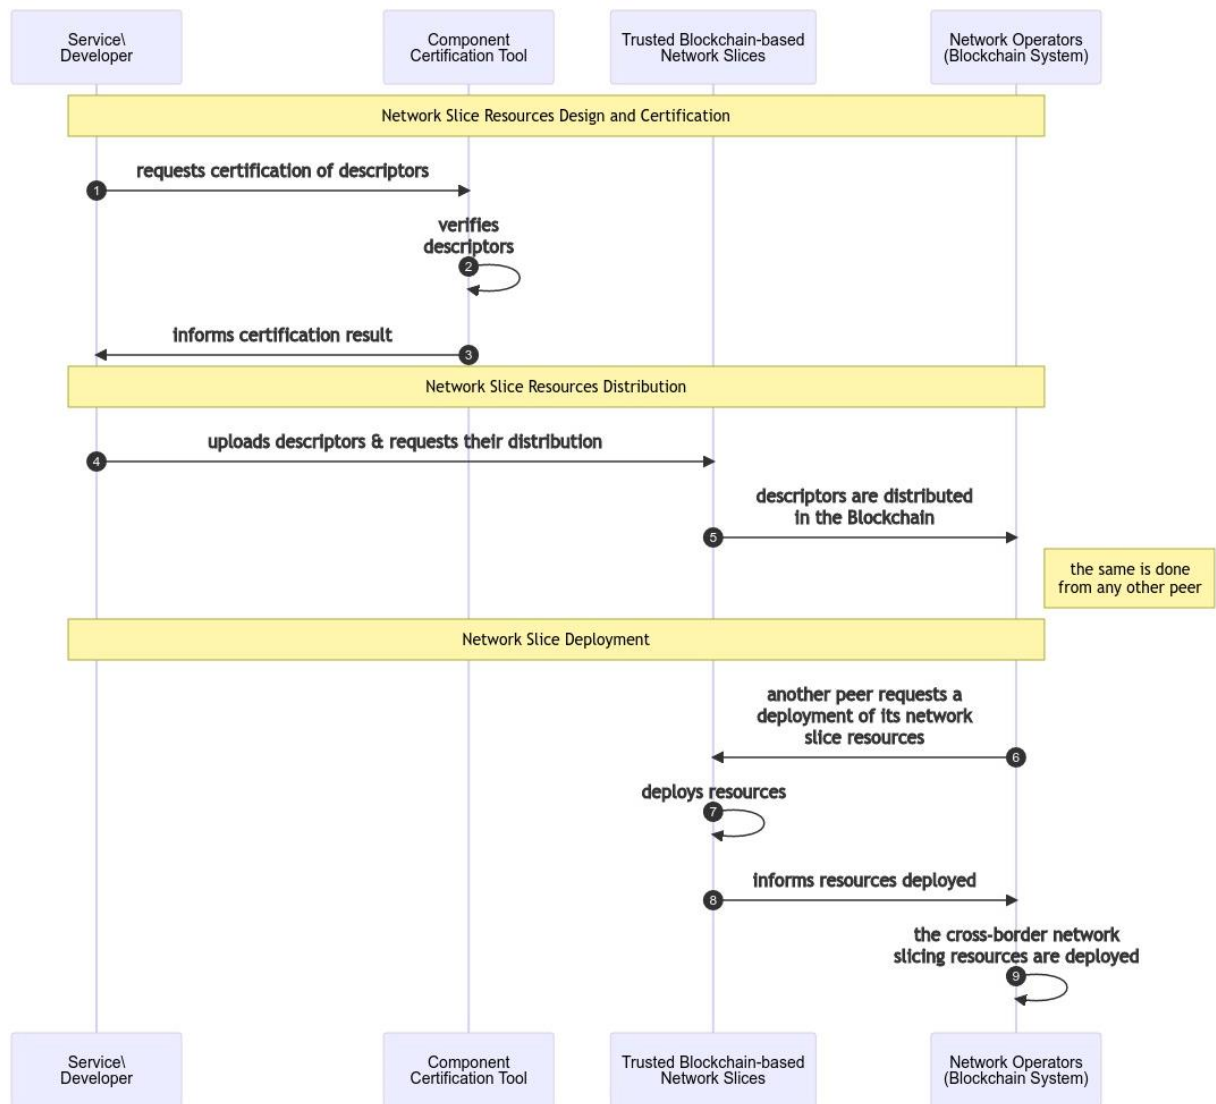 Service\
Developer
Component
Certification Tool
Trusted Blockchain-based
Network Slices
Network Operators
(Blockchain System)
Network Slice Resources Design and Certification
requests certification of descriptors
1
verifies
descriptors
2
informs certification result
3
Network Slice Resources Distribution
uploads descriptors & requests their distribution
4
descriptors are distributed
in the Blockchain
5
the same is done
from any other peer
Network Slice Deployment
another peer requests a
deployment of its network
slice resources
6
deploys resources
7
informs resources deployed
8
the cross-border network
slicing resources are deployed
9
Service\
Developer
Component
Certification Tool
Trusted Blockchain-based
Network Slices
Network Operators
(Blockchain System)